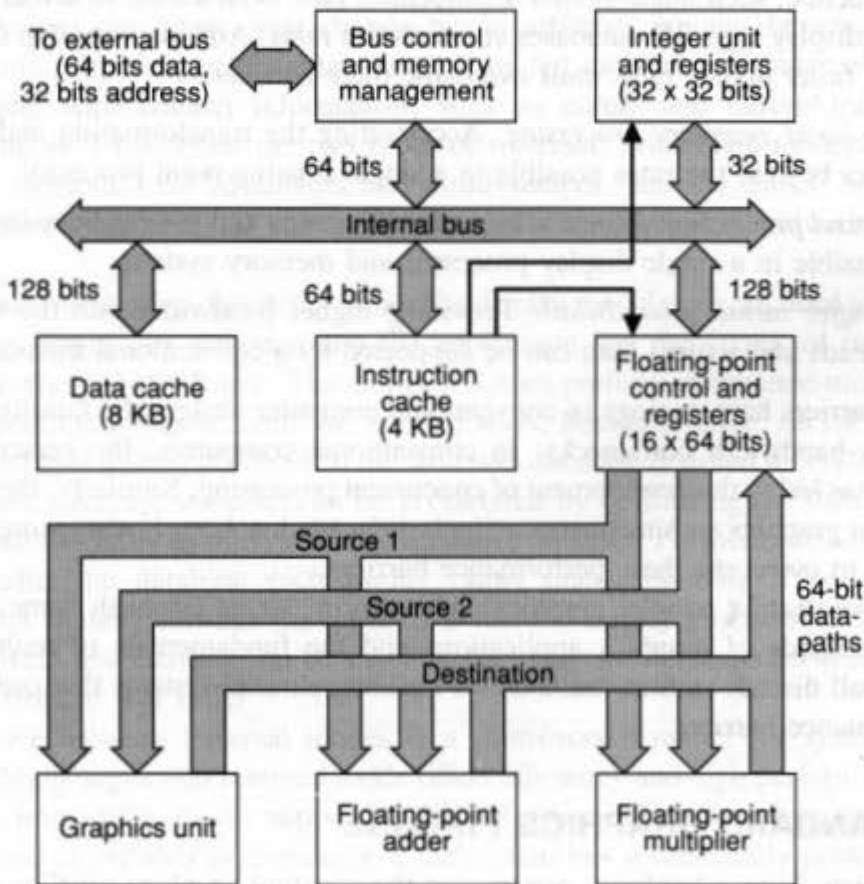 To external bus
(64 bits data,
32 bits address)
Bus control
and memory
management
Integer unit
and registers
(32 x 32 bits)
64 bits
32 bits
Internal bus
128 bits
64 bits
128 bits
Data cache
(8 KB)
Instruction
cache
(4 KB)
Floating-point
control and
registers
(16 x 64 bits)
Source 1
Source 2
Destination
64-bit
data-
paths
Graphics unit
Floating-point
adder
Floating-point
multiplier